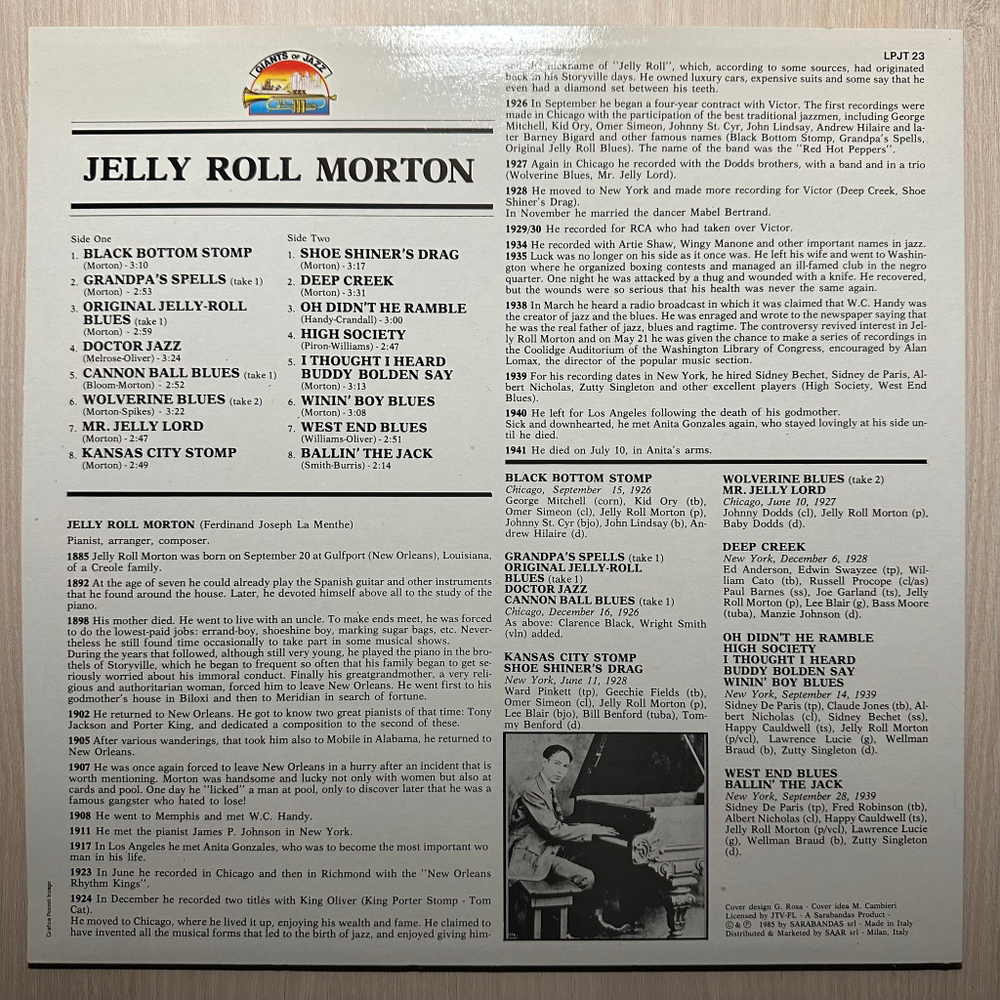 GIANTS OF JAZZ
JELLY ROLL MORTON
Side One
1. BLACK BOTTOM STOMP
(Morton) - 3:10
2. GRANDPA'S SPELLS (take 1)
(Morton) - 2:53
3. ORIGINAL JELLY-ROLL
BLUES (take 1)
(Morton) - 2:59
4. DOCTOR JAZZ
(Melrose-Oliver) - 3:24
5. CANNON BALL BLUES (take 1)
(Bloom-Morton) - 2:52
6. WOLVERINE BLUES (take 2)
(Morton-Spikes) - 3:22
7. MR. JELLY LORD
(Morton) - 2:47
8. KANSAS CITY STOMP
(Morton) - 2:49
Side Two
1. SHOE SHINER'S DRAG
(Morton) - 3:17
2. DEEP CREEK
(Morton) - 3:31
3. OH DIDN'T HE RAMBLE
(Handy-Crandall) - 3:00
4. HIGH SOCIETY
(Piron-Williams) - 2:47
5. I THOUGHT I HEARD
BUDDY BOLDEN SAY
(Morton) - 3:13
6. WININ' BOY BLUES
(Morton) - 3:08
7. WEST END BLUES
(Williams-Oliver) - 2:51
8. BALLIN' THE JACK
(Smith-Burris) - 2:14
JELLY ROLL MORTON (Ferdinand Joseph La Menthe)
Pianist, arranger, composer.
1885 Jelly Roll Morton was born on September 20 at Gulfport (New Orleans), Louisiana,
of a Creole family.
1892 At the age of seven he could already play the Spanish guitar and other instruments
that he found around the house. Later, he devoted himself above all to the study of the
piano.
1898 His mother died. He went to live with an uncle. To make ends meet, he was forced
to do the lowest-paid jobs: errand-boy, shoeshine boy, marking sugar bags, etc. Never-
theless he still found time occasionally to take part in some musical shows.
During the years that followed, although still very young, he played the piano in the bro-
thels of Storyville, which he began to frequent so often that his family began to get se-
riously worried about his immoral conduct. Finally his greatgrandmother, a very reli-
gious and authoritarian woman, forced him to leave New Orleans. He went first to his
godmother's house in Biloxi and then to Meridian in search of fortune.
1902 He returned to New Orleans. He got to know two great pianists of that time: Tony
Jackson and Porter King, and dedicated a composition to the second of these.
1905 After various wanderings, that took him also to Mobile in Alabama, he returned to
New Orleans.
1907 He was once again forced to leave New Orleans in a hurry after an incident that is
worth mentioning. Morton was handsome and lucky not only with women but also at
cards and pool. One day he "licked" a man at pool, only to discover later that he was a
famous gangster who hated to lose!
1908 He went to Memphis and met W.C. Handy.
1911 He met the pianist James P. Johnson in New York.
1917 In Los Angeles he met Anita Gonzales, who was to become the most important wo
man in his life.
1923 In June he recorded in Chicago and then in Richmond with the "New Orleans
Rhythm Kings".
1924 In December he recorded two titles with King Oliver (King Porter Stomp - Tom
Cat).
He moved to Chicago, where he lived it up, enjoying his wealth and fame. He claimed to
have invented all the musical forms that led to the birth of jazz, and enjoyed giving him-
Grafica Pozzoli Inzago
LPJT 23
self the nickname of "Jelly Roll", which, according to some sources, had originated
back in his Storyville days. He owned luxury cars, expensive suits and some say that he
even had a diamond set between his teeth.
1926 In September he began a four-year contract with Victor. The first recordings were
made in Chicago with the participation of the best traditional jazzmen, including George
Mitchell, Kid Ory, Omer Simeon, Johnny St. Cyr, John Lindsay, Andrew Hilaire and la-
ter Barney Bigard and other famous names (Black Bottom Stomp, Grandpa's Spells,
Original Jelly Roll Blues). The name of the band was the "Red Hot Peppers".
1927 Again in Chicago he recorded with the Dodds brothers, with a band and in a trio
(Wolverine Blues, Mr. Jelly Lord).
1928 He moved to New York and made more recording for Victor (Deep Creek, Shoe
Shiner's Drag).
In November he married the dancer Mabel Bertrand.
1929/30 He recorded for RCA who had taken over Victor.
1934 He recorded with Artie Shaw, Wingy Manone and other important names in jazz.
1935 Luck was no longer on his side as it once was. He left his wife and went to Washin-
gton where he organized boxing contests and managed an ill-famed club in the negro
quarter. One night he was attacked by a thug and wounded with a knife. He recovered,
but the wounds were so serious that his health was never the same again.
1938 In March he heard a radio broadcast in which it was claimed that W.C. Handy was
the creator of jazz and the blues. He was enraged and wrote to the newspaper saying that
he was the real father of jazz, blues and ragtime. The controversy revived interest in Jel-
ly Roll Morton and on May 21 he was given the chance to make a series of recordings in
the Coolidge Auditorium of the Washington Library of Congress, encouraged by Alan
Lomax, the director of the popular music section.
1939 For his recording dates in New York, he hired Sidney Bechet, Sidney de Paris, Al-
bert Nicholas, Zutty Singleton and other excellent players (High Society, West End
Blues).
1940 He left for Los Angeles following the death of his godmother.
Sick and downhearted, he met Anita Gonzales again, who stayed lovingly at his side un-
til he died.
1941 He died on July 10, in Anita's arms.
BLACK BOTTOM STOMP
Chicago, September 15, 1926
George Mitchell (corn), Kid Ory (tb),
Omer Simeon (cl), Jelly Roll Morton (p),
Johnny St. Cyr (bjo), John Lindsay (b), An-
drew Hilaire (d).
GRANDPA'S SPELLS (take 1)
ORIGINAL JELLY-ROLL
BLUES (take 1)
DOCTOR JAZZ
CANNON BALL BLUES (take 1)
Chicago, December 16, 1926
As above: Clarence Black, Wright Smith
(vln) added.
KANSAS CITY STOMP
SHOE SHINER'S DRAG
New York, June 11, 1928
Ward Pinkett (tp), Geechie Fields (tb),
Omer Simeon (cl), Jelly Roll Morton (p),
Lee Blair (bjo), Bill Benford (tuba), Tom-
my Benford (d).
WOLVERINE BLUES (take 2)
MR. JELLY LORD
Chicago, June 10, 1927
Johnny Dodds (cl), Jelly Roll Morton (p),
Baby Dodds (d).
DEEP CREEK
New York, December 6, 1928
Ed Anderson, Edwin Swayzee (tp), Wil-
liam Cato (tb), Russell Procope (cl/as)
Paul Barnes (ss), Joe Garland (ts), Jelly
Roll Morton (p), Lee Blair (g), Bass Moore
(tuba), Manzie Johnson (d).
OH DIDN'T HE RAMBLE
HIGH SOCIETY
I THOUGHT I HEARD
BUDDY BOLDEN SAY
WININ' BOY BLUES
New York, September 14, 1939
Sidney De Paris (tp), Claude Jones (tb), Al-
bert Nicholas (cl), Sidney Bechet (ss),
Happy Cauldwell (ts), Jelly Roll Morton
(p/vcl), Lawrence Lucie (g), Wellman
Braud (b), Zutty Singleton (d).
WEST END BLUES
BALLIN' THE JACK
New York, September 28, 1939
Sidney De Paris (tp), Fred Robinson (tb),
Albert Nicholas (cl), Happy Cauldwell (ts),
Jelly Roll Morton (p/vcl), Lawrence Lucie
(g), Wellman Braud (b), Zutty Singleton
(d).
Cover design G. Rosa - Cover idea M. Cambieri
Licensed by JTV-FL - A Sarabandas Product -
© & ℗ 1985 by SARABANDAS srl - Made in Italy
Distributed & Marketed by SAAR srl - Milan, Italy